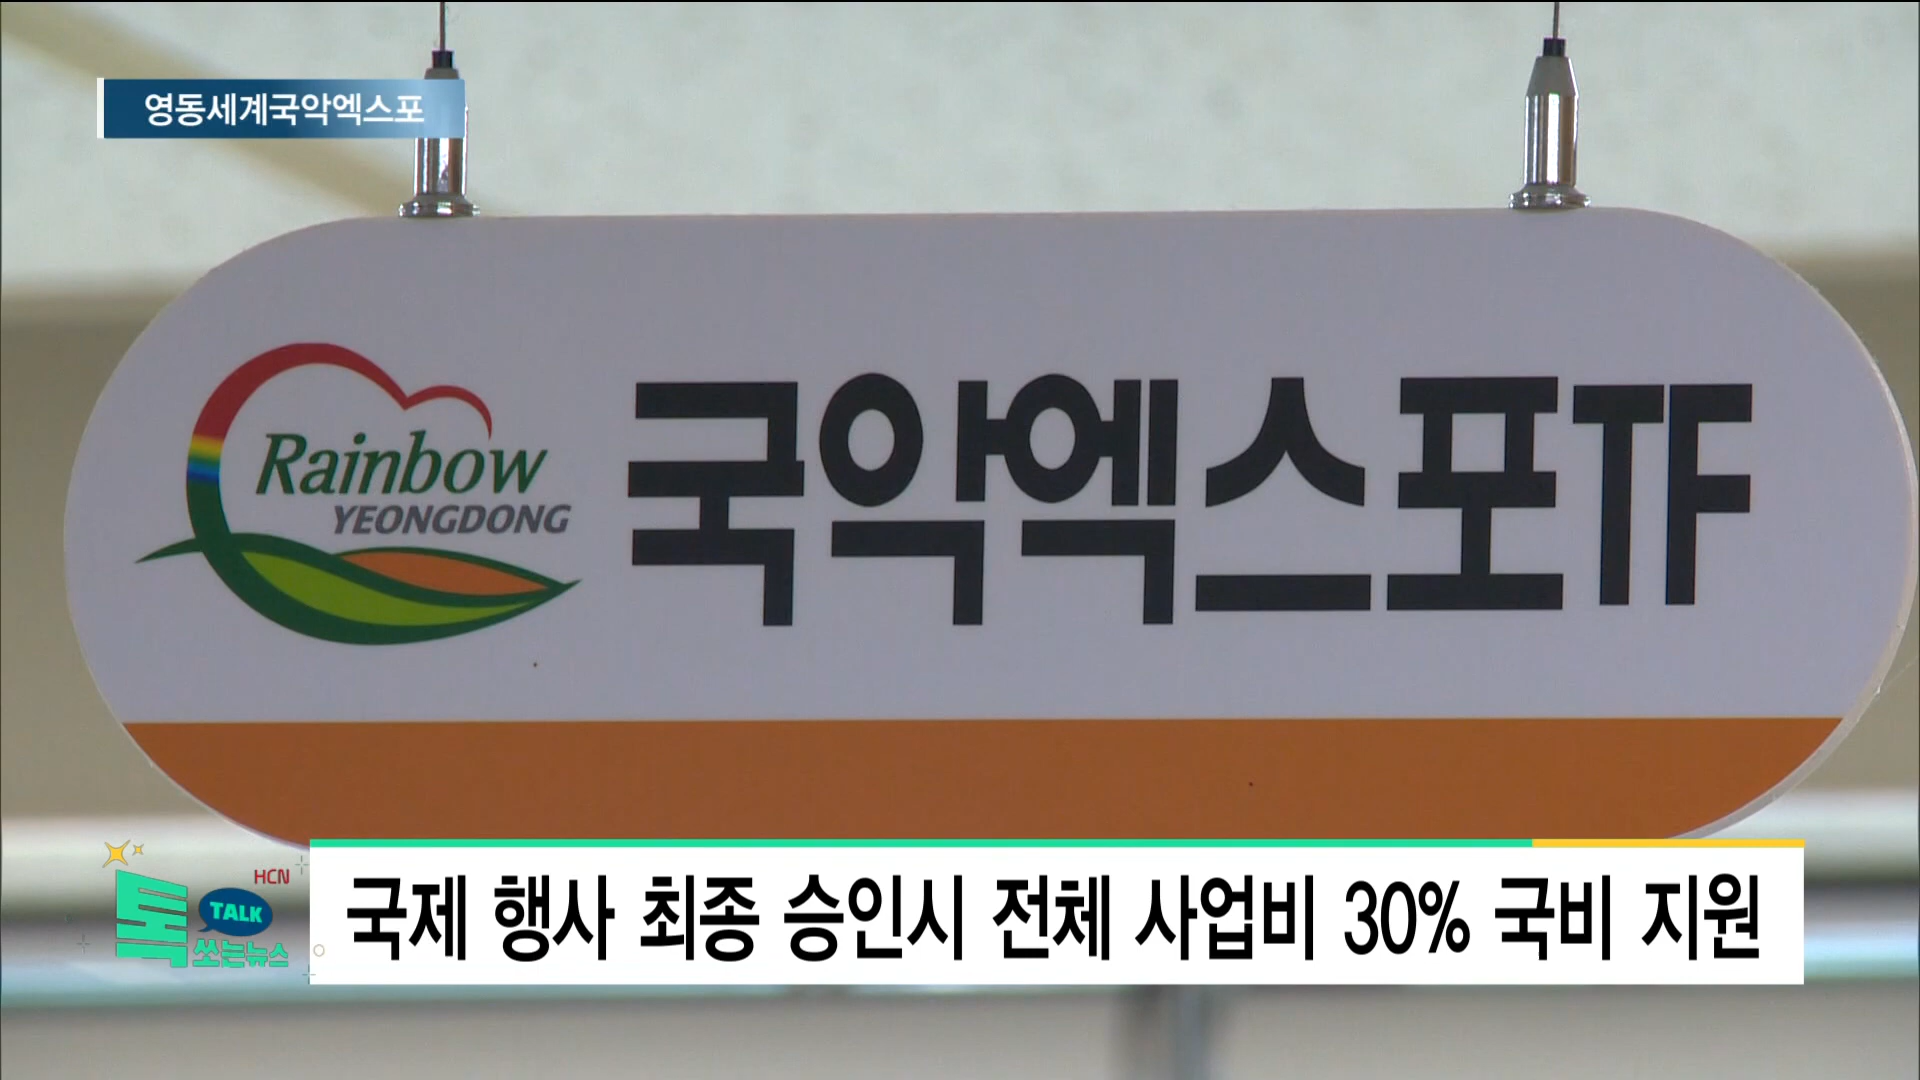 영동세계국악엑스포
Rainbow
YEONGDONG
국악엑스포TF
HCN
톡
TALK
쏘는뉴스
국제 행사 최종 승인시 전체 사업비 30% 국비 지원